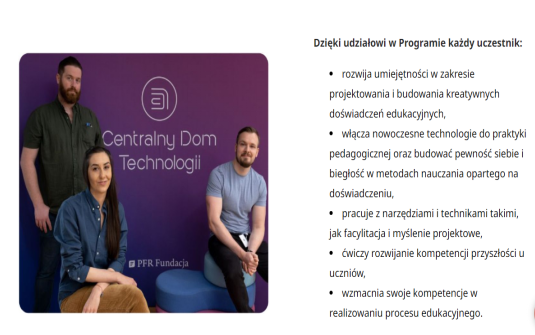 Centralny Dom
Technologii
PFR Fundacja
Dzięki udziałowi w Programie każdy uczestnik:
• rozwija umiejętności w zakresie
projektowania i budowania kreatywnych
doświadczeń edukacyjnych,
• włącza nowoczesne technologie do praktyki
pedagogicznej oraz budować pewność siebie i
biegłość w metodach nauczania opartego na
doświadczeniu,
• pracuje z narzędziami i technikami takimi,
jak facylitacja i myślenie projektowe,
• ćwiczy rozwijanie kompetencji przyszłości u
uczniów,
• wzmacnia swoje kompetencje w
realizowaniu procesu edukacyjnego.